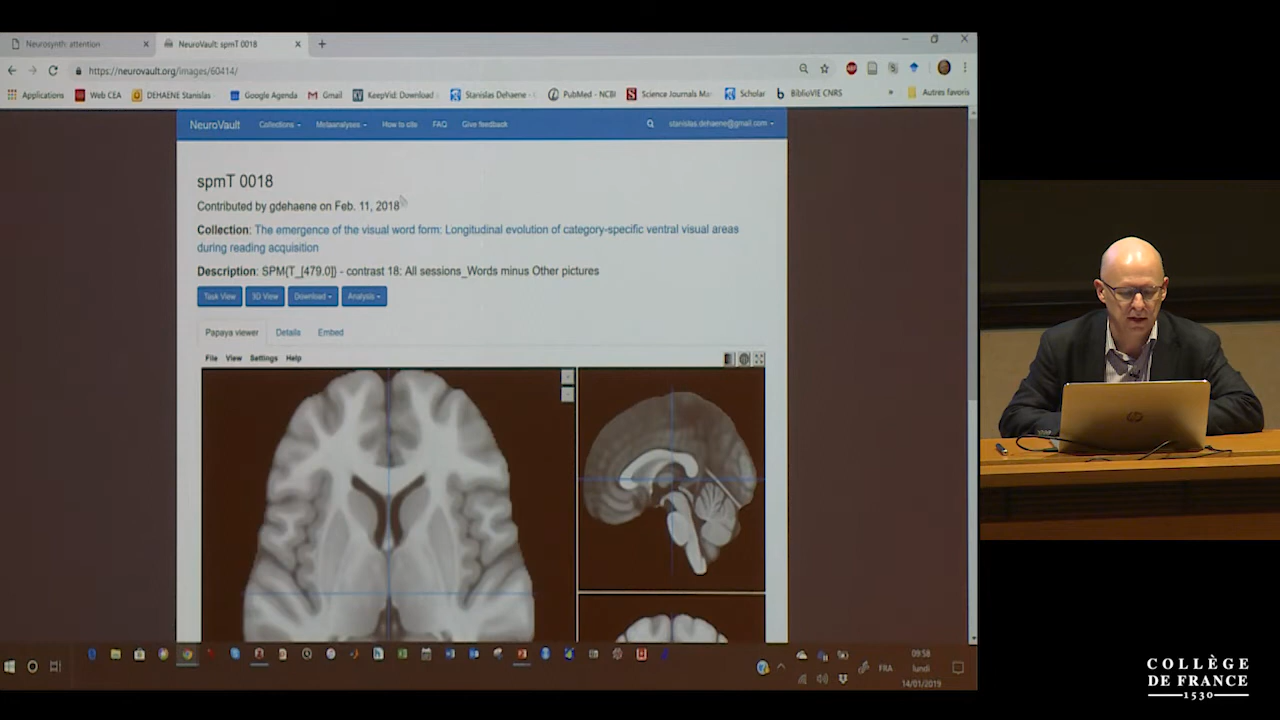 Neurosynth: attention
NeuroVault: spmT 0018
https://neurovault.org/images/60414/
Applications
Web CEA
DEHAENE Stanislas
Google Agenda
Gmail
KeepVid: Download
Stanislas Dehaene -
PubMed - NCBI
Science Journals Ma
Scholar
BiblioVIE CNRS
»
Autres favoris
NeuroVault Collections Metaanalyses How to cite FAQ Give feedback stanislas.dehaene@gmail.com
spmT 0018
Contributed by gdehaene on Feb. 11, 2018
Collection: The emergence of the visual word form: Longitudinal evolution of category-specific ventral visual areas
during reading acquisition
Description: SPM{T_[479.0]} - contrast 18: All sessions_Words minus Other pictures
Task View 3D View Download Analysis
Papaya viewer Details Embed
File View Settings Help
FRA
09:58
lundi
14/01/2019
hp
COLLÈGE
DE FRANCE
1530